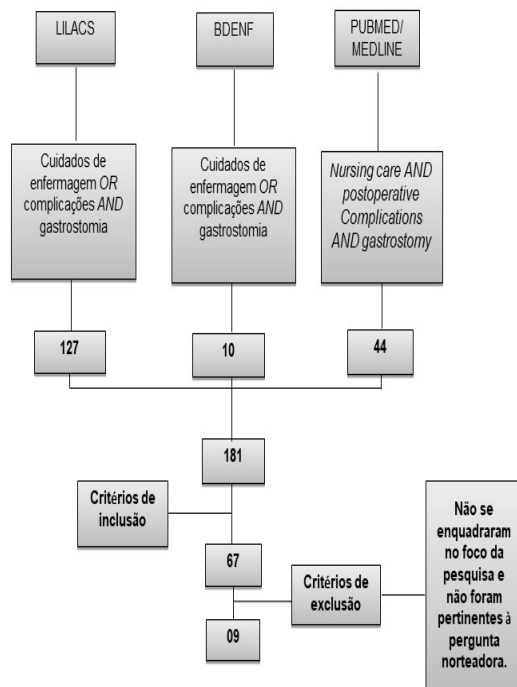 LILACS
BDENF
PUBMED/
MEDLINE
Cuidados de
enfermagem OR
complicações AND
gastrostomia
Cuidados de
enfermagem OR
complicações AND
gastrostomia
Nursing care AND
postoperative
Complications
AND gastrostomy
127
10
44
181
Critérios de
inclusão
67
Critérios de
exclusão
Não se
enquadraram
no foco da
pesquisa e
não foram
pertinentes à
pergunta
norteadora.
09